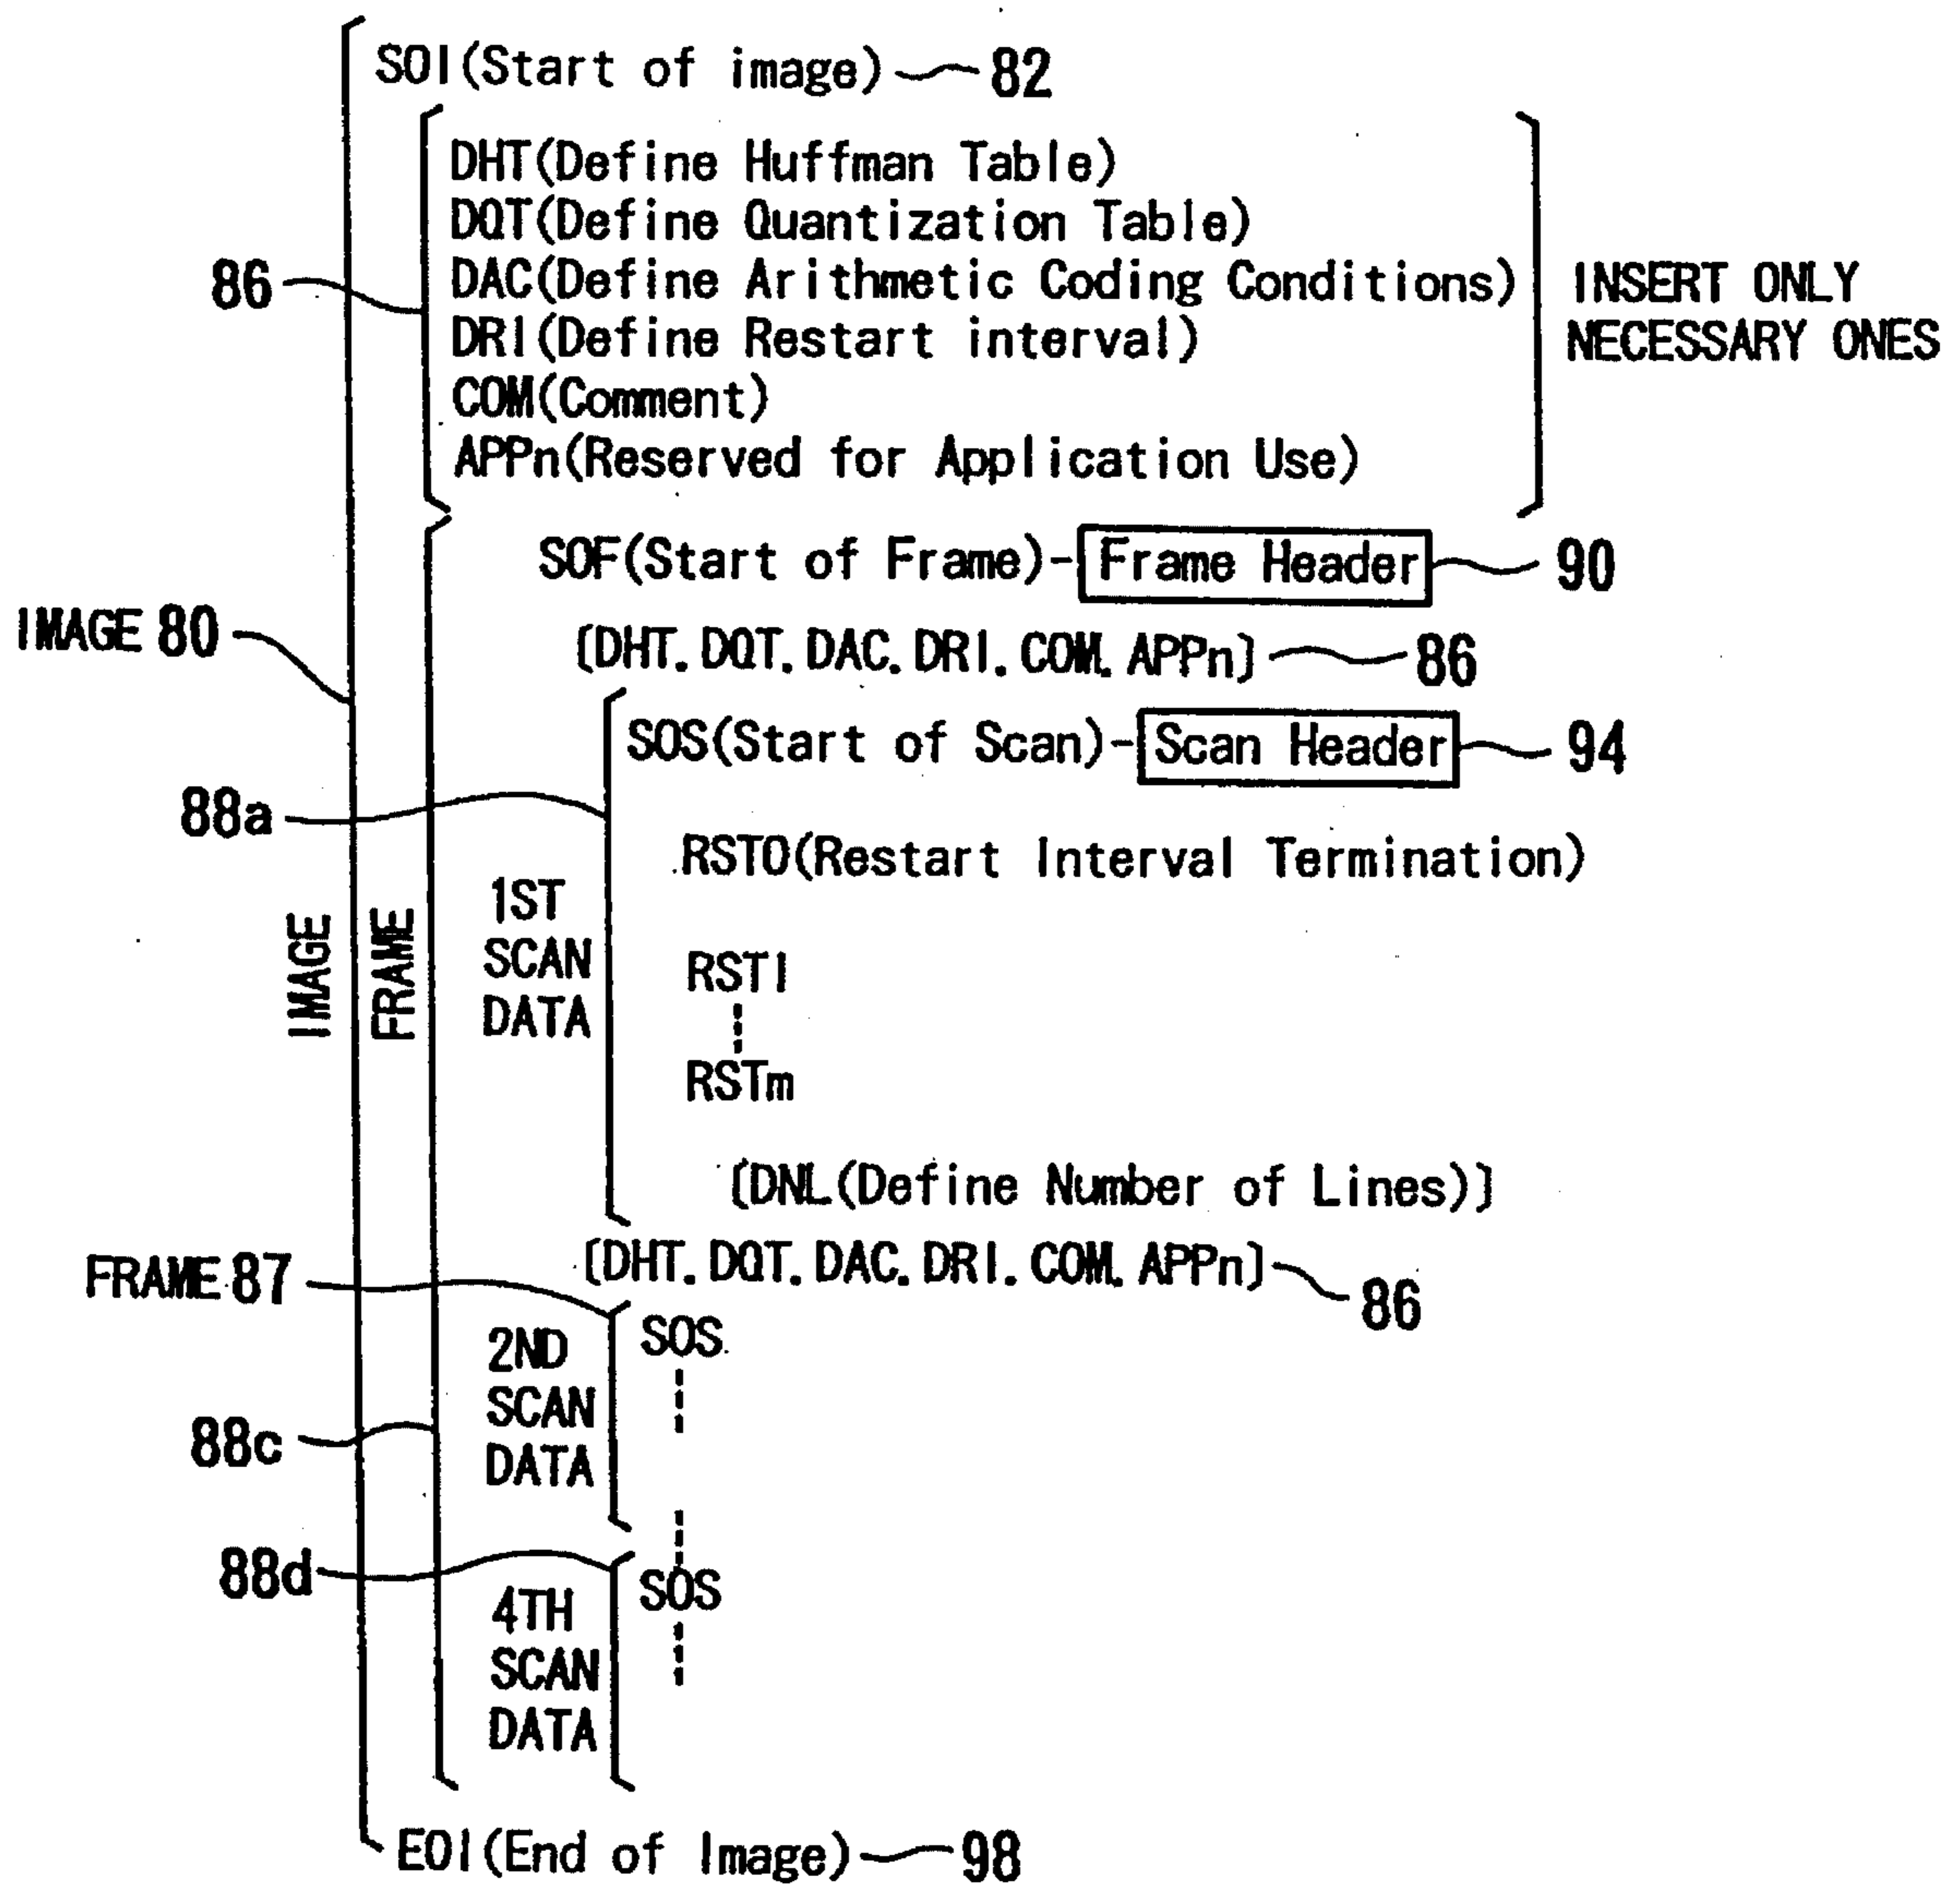 SOI(Start of image) 82
DHT(Define Huffman Table)
DQT(Define Quantization Table)
86 DAC(Define Arithmetic Coding Conditions) INSERT ONLY
DRI(Define Restart interval) NECESSARY ONES
COM(Comment)
APPn(Reserved for Application Use)
SOF(Start of Frame)-Frame Header 90
IMAGE 80
[DHT.DQT.DAC.DRI.COM.APPn] 86
SOS(Start of Scan)-Scan Header 94
88a
RST0(Restart Interval Termination)
IMAGE
FRAME
1ST
SCAN
DATA
RST1
RSTm
[DNL(Define Number of Lines)]
[DHT.DQT.DAC.DRI.COM.APPn] 86
FRAME 87
2ND
SCAN
DATA
SOS
88c
88d
4TH
SCAN
DATA
SOS
EOI(End of Image) 98